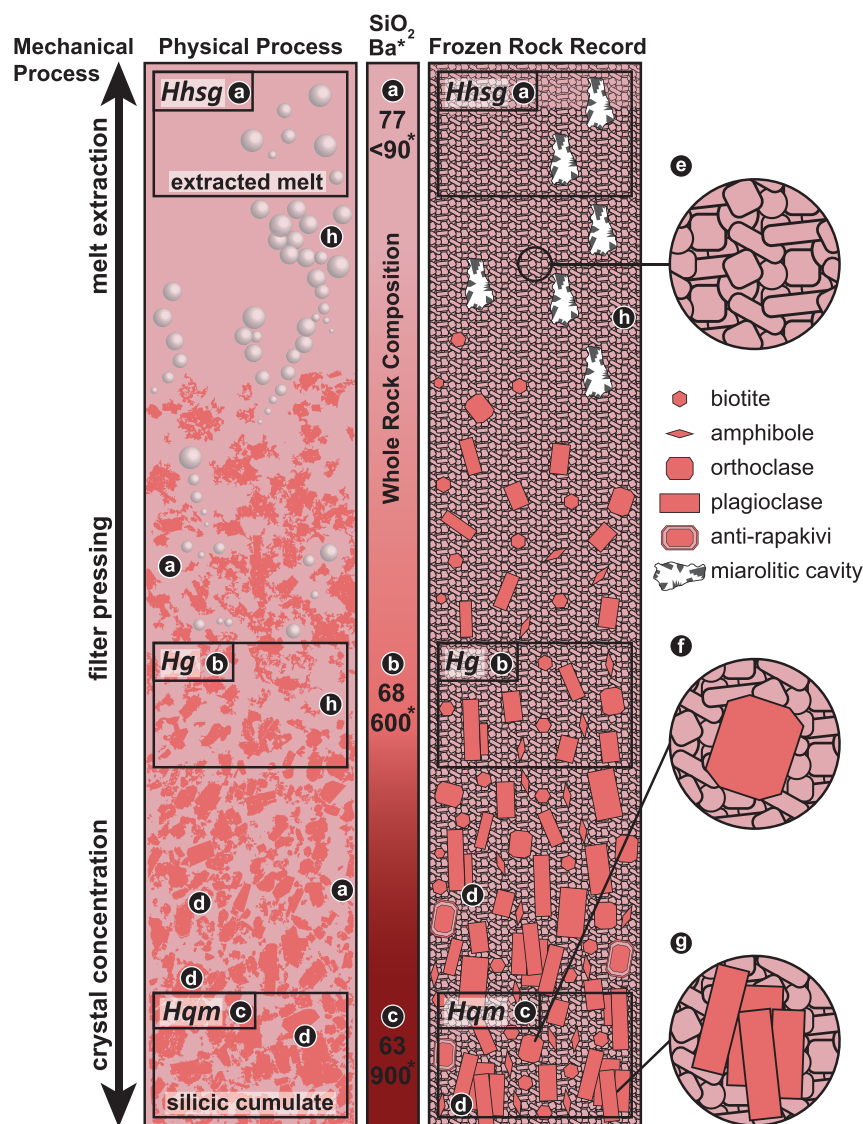 Mechanical
Process
Physical Process
SiO2
Ba*
Frozen Rock Record
Hhsg a
extracted melt
h
a
Hg b
h
d
a
d
Hqm c
d
silicic cumulate
melt extraction
filter pressing
crystal concentration
a
77
<90*
Whole Rock Composition
b
68
600*
c
63
900*
Hhsg a
h
Hg b
d
Hqm c
d
e
biotite
amphibole
orthoclase
plagioclase
anti-rapakivi
miarolitic cavity
f
g